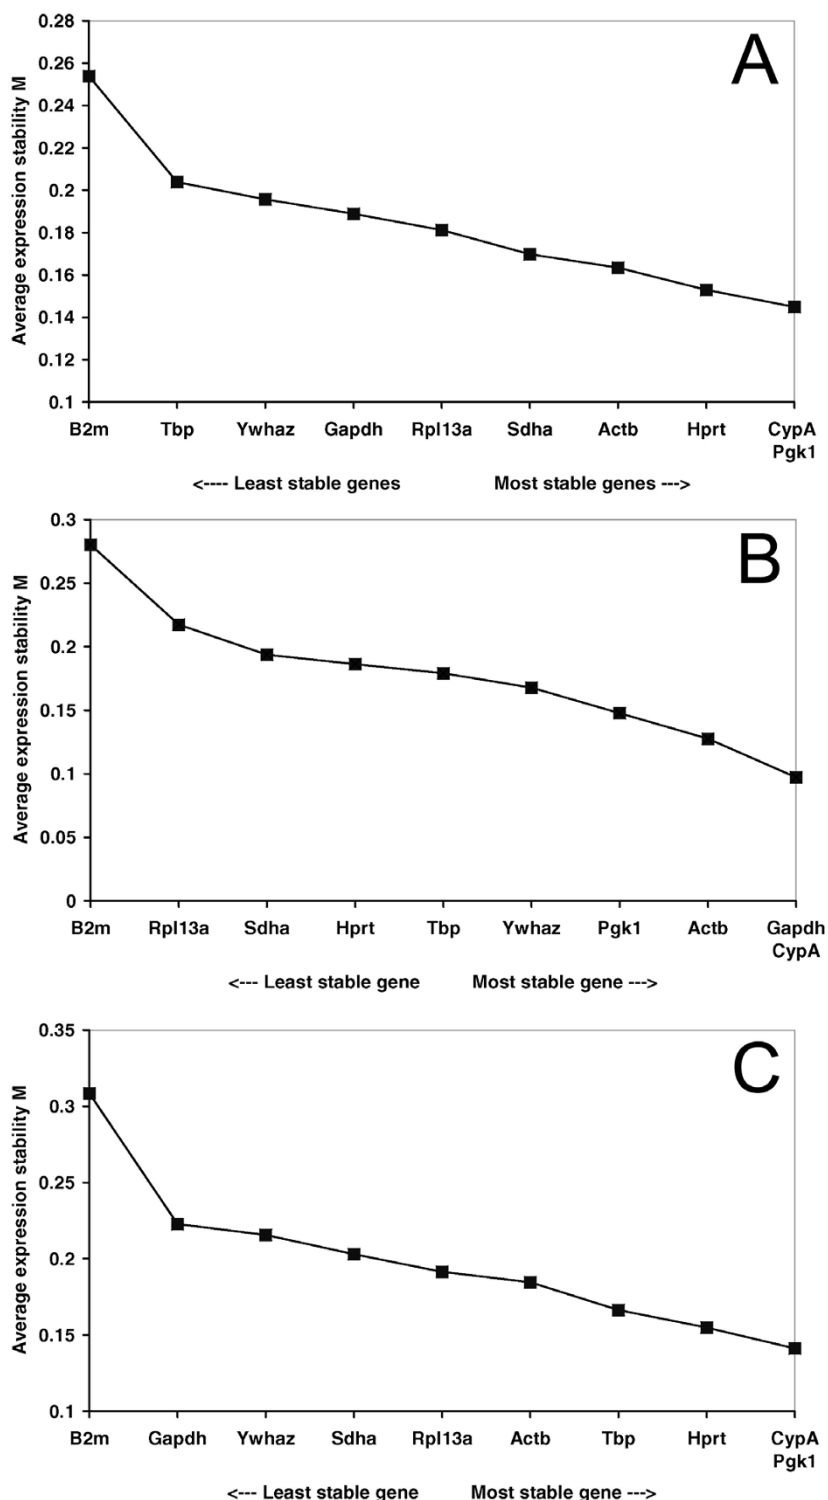 A
Average expression stability M
0.28
0.26
0.24
0.22
0.2
0.18
0.16
0.14
0.12
0.1
B2m Tbp Ywhaz Gapdh Rpl13a Sdha Actb Hprt CypA
Pgk1
<---- Least stable genes Most stable genes --->
B
Average expression stability M
0.3
0.25
0.2
0.15
0.1
0.05
0
B2m Rpl13a Sdha Hprt Tbp Ywhaz Pgk1 Actb Gapdh
CypA
<--- Least stable gene Most stable gene --->
C
Average expression stability M
0.35
0.3
0.25
0.2
0.15
0.1
B2m Gapdh Ywhaz Sdha Rpl13a Actb Tbp Hprt CypA
Pgk1
<--- Least stable gene Most stable gene --->